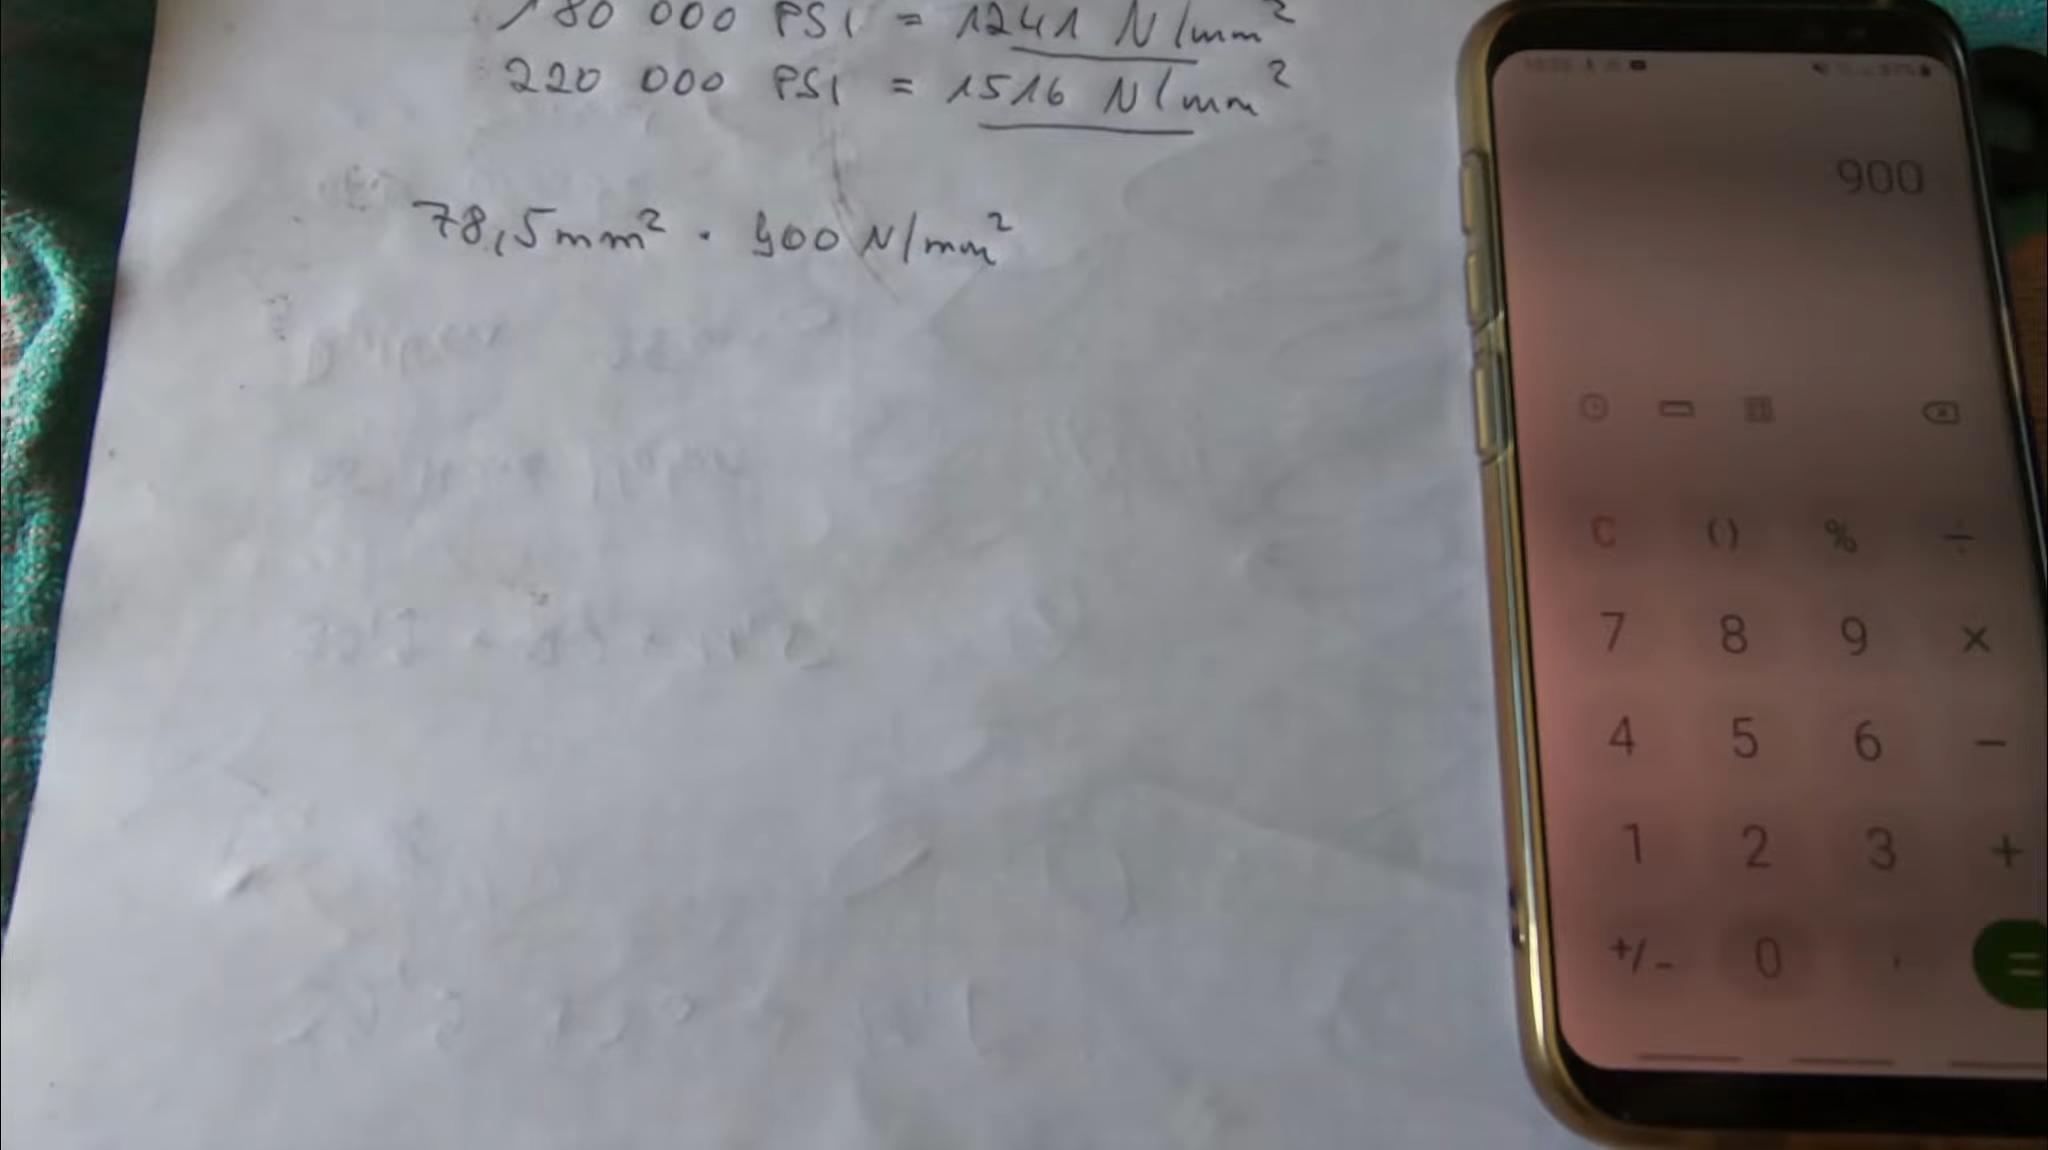 180 000 PSI = 1241 N/mm²
220 000 PSI = 1516 N/mm²
78,5mm² · 900 N/mm²
900
C () % ÷
7 8 9 ×
4 5 6 −
1 2 3 +
+/- 0 , =